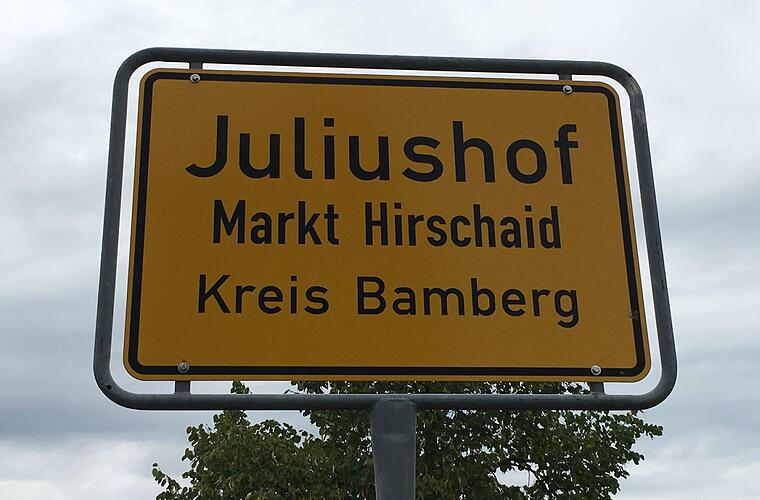 Juliushof
Markt Hirschaid
Kreis Bamberg